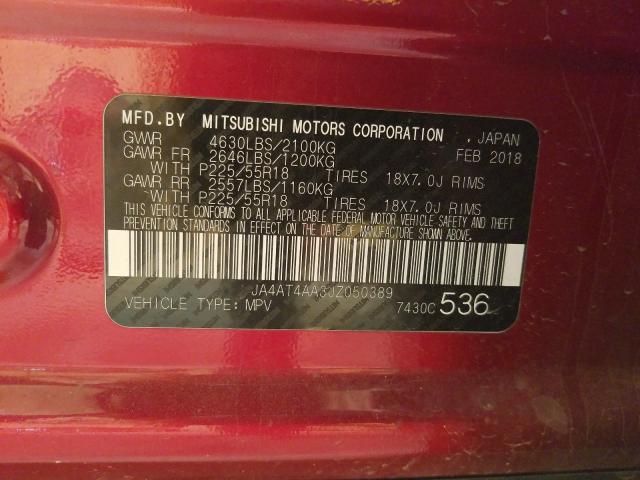 MFD.BY MITSUBISHI MOTORS CORPORATION , JAPAN
GVWR 4630LBS/2100KG FEB 2018
GAWR FR 2646LBS/1200KG
WITH P225/55R18 TIRES 18X7.0J RIMS
GAWR RR 2557LBS/1160KG
WITH P225/55R18 TIRES 18X7.0J RIMS
THIS VEHICLE CONFORMS TO ALL APPLICABLE FEDERAL MOTOR VEHICLE SAFETY AND THEFT
PREVENTION STANDARDS IN EFFECT ON THE DATE OF MANUFACTURE SHOWN ABOVE.
JA4AT4AA3JZ050389
VEHICLE TYPE: MPV 7430C 536